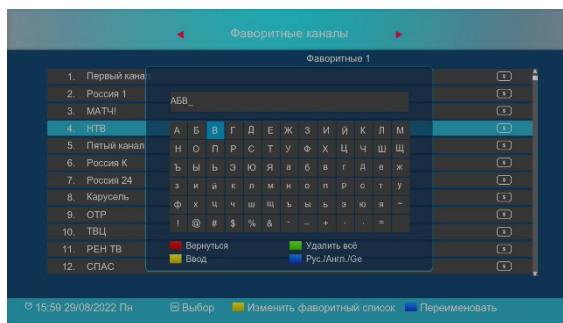 Фаворитные каналы
Фаворитные 1
1. Первый канал
2. Россия 1
3. МАТЧ!
4. НТВ
5. Пятый канал
6. Россия К
7. Россия 24
8. Карусель
9. ОТР
10. ТВЦ
11. РЕН ТВ
12. СПАС
АБВ_
А Б В Г Д Е Ж З И Й К Л М
Н О П Р С Т У Ф Х Ц Ч Ш Щ
Ъ Ы Ь Э Ю Я а б в г д е ж
з и й к л м н о п р с т у
ф х ц ч ш щ ъ ы ь э ю я ~
! @ # $ % &
Вернуться Удалить всё
Ввод Рус./Англ./Ge
15:59 29/08/2022 Пн Выбор Изменить фаворитный список Переименовать